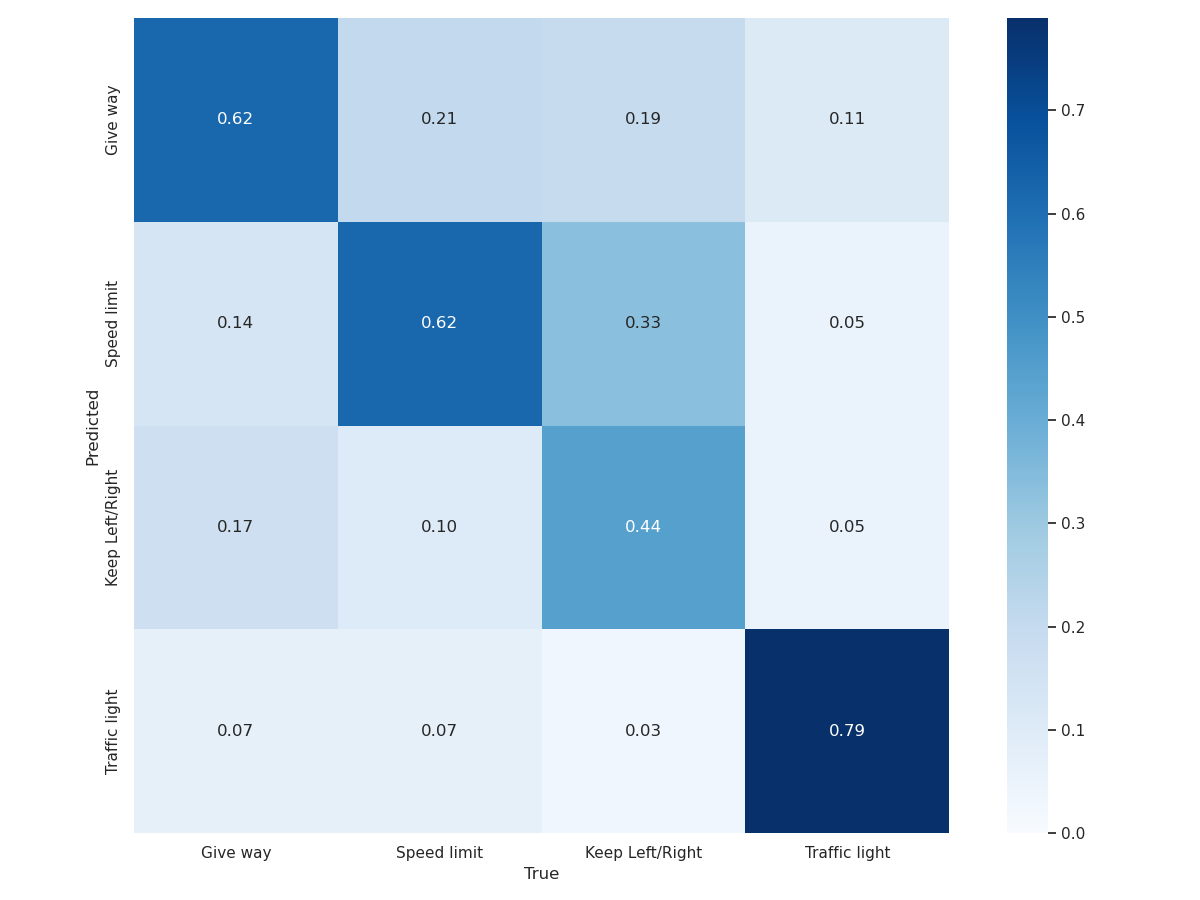 Predicted
Give way
0.62 0.21 0.19 0.11
Speed limit
0.14 0.62 0.33 0.05
Keep Left/Right
0.17 0.10 0.44 0.05
Traffic light
0.07 0.07 0.03 0.79
Give way Speed limit Keep Left/Right Traffic light
True
0.7
0.6
0.5
0.4
0.3
0.2
0.1
0.0